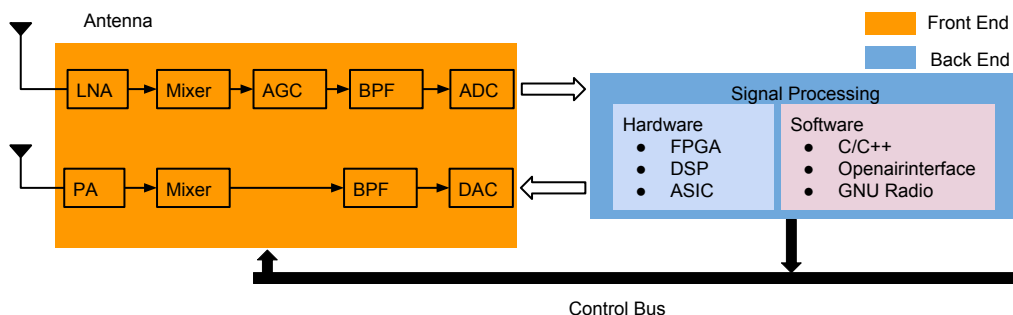 Antenna
Front End
Back End
LNA
Mixer
AGC
BPF
ADC
PA
Mixer
BPF
DAC
Signal Processing
Hardware
● FPGA
● DSP
● ASIC
Software
● C/C++
● Openairinterface
● GNU Radio
Control Bus